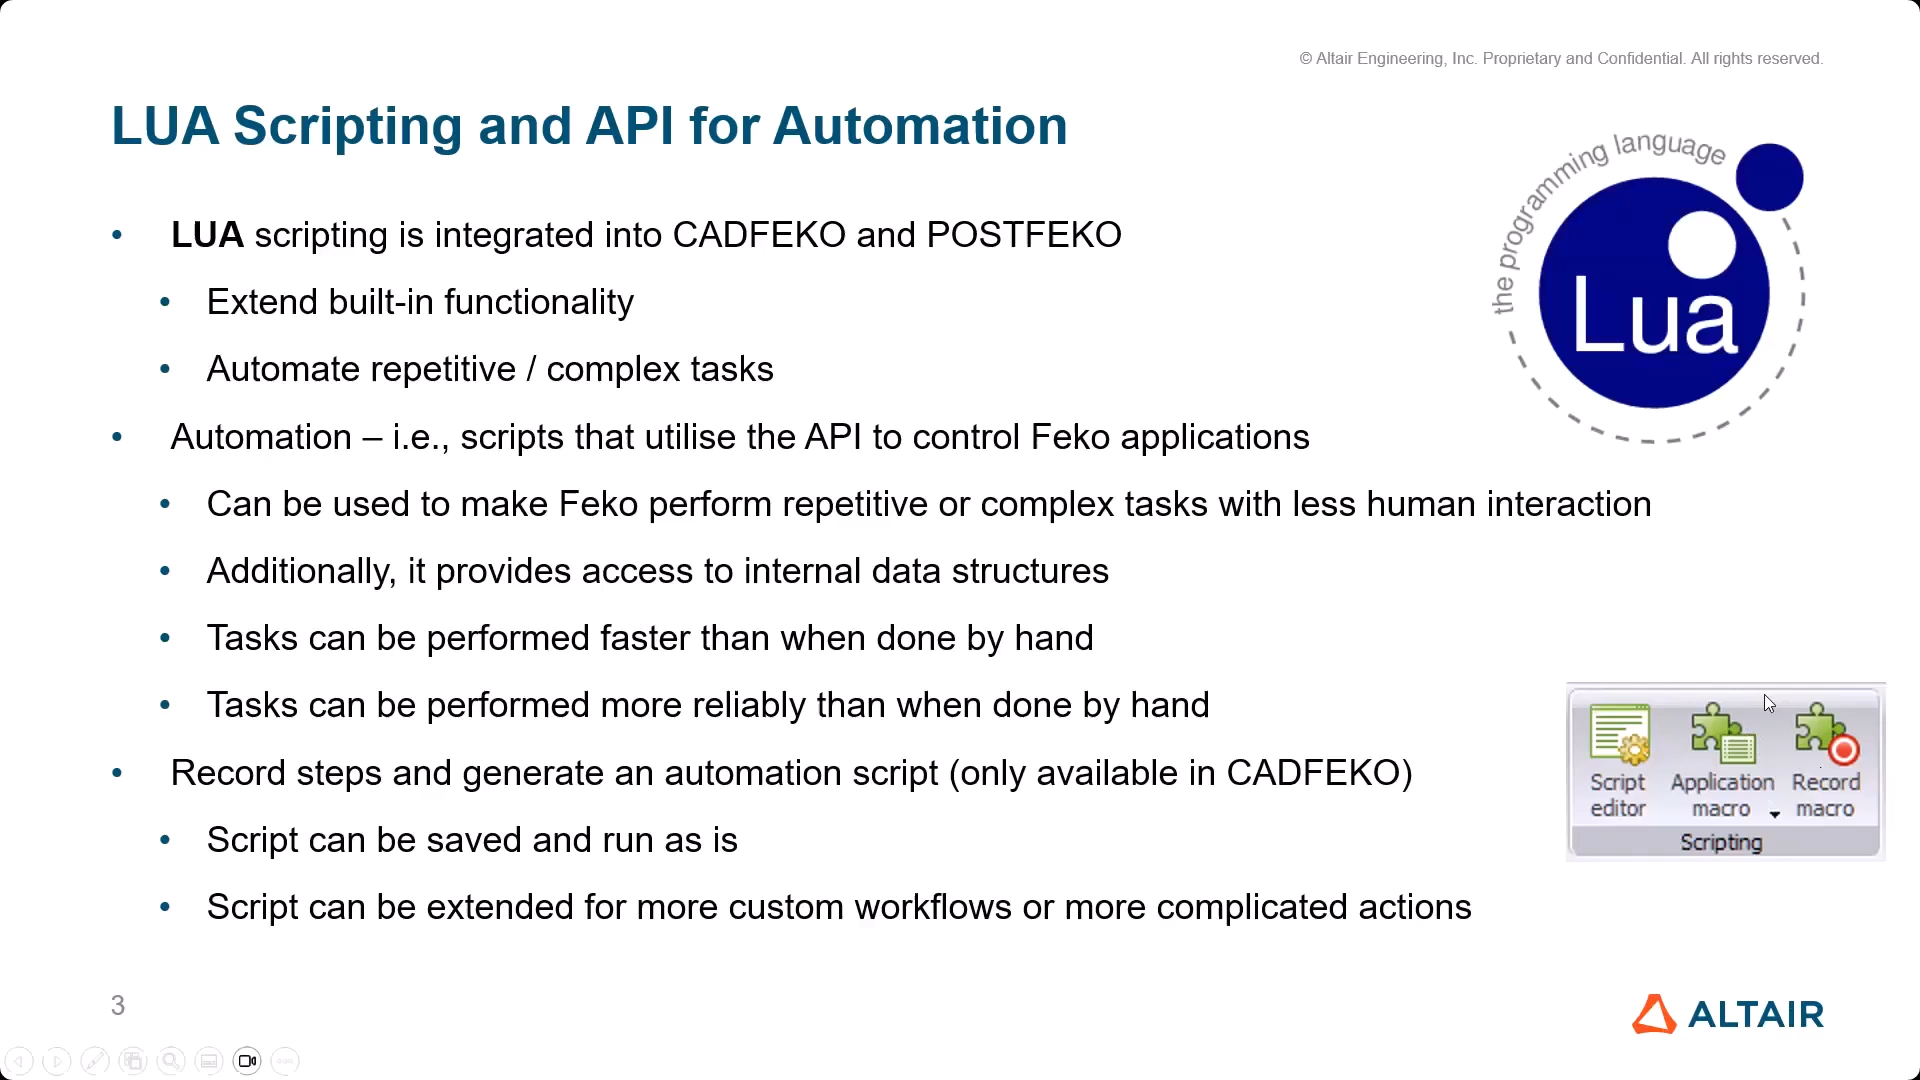 © Altair Engineering, Inc. Proprietary and Confidential. All rights reserved.
LUA Scripting and API for Automation
the programming language
Lua
• LUA scripting is integrated into CADFEKO and POSTFEKO
• Extend built-in functionality
• Automate repetitive / complex tasks
• Automation – i.e., scripts that utilise the API to control Feko applications
• Can be used to make Feko perform repetitive or complex tasks with less human interaction
• Additionally, it provides access to internal data structures
• Tasks can be performed faster than when done by hand
• Tasks can be performed more reliably than when done by hand
• Record steps and generate an automation script (only available in CADFEKO)
• Script can be saved and run as is
• Script can be extended for more custom workflows or more complicated actions
Script editor
Application macro
Record macro
Scripting
3
ALTAIR